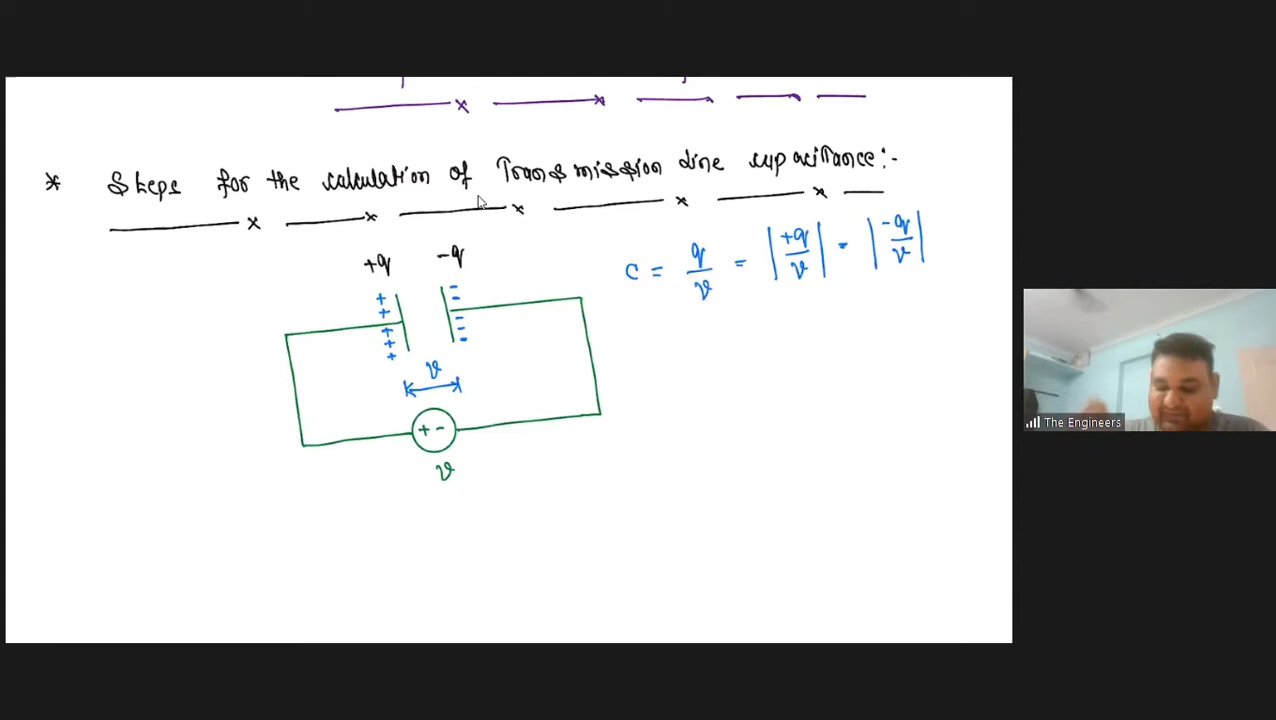 * Steps for the calculation of Transmission line capacitance:-
+q -q
C = q/v = |+q/v| = |-q/v|
+ + + + +
- - - - -
v
+ -
v
The Engineers